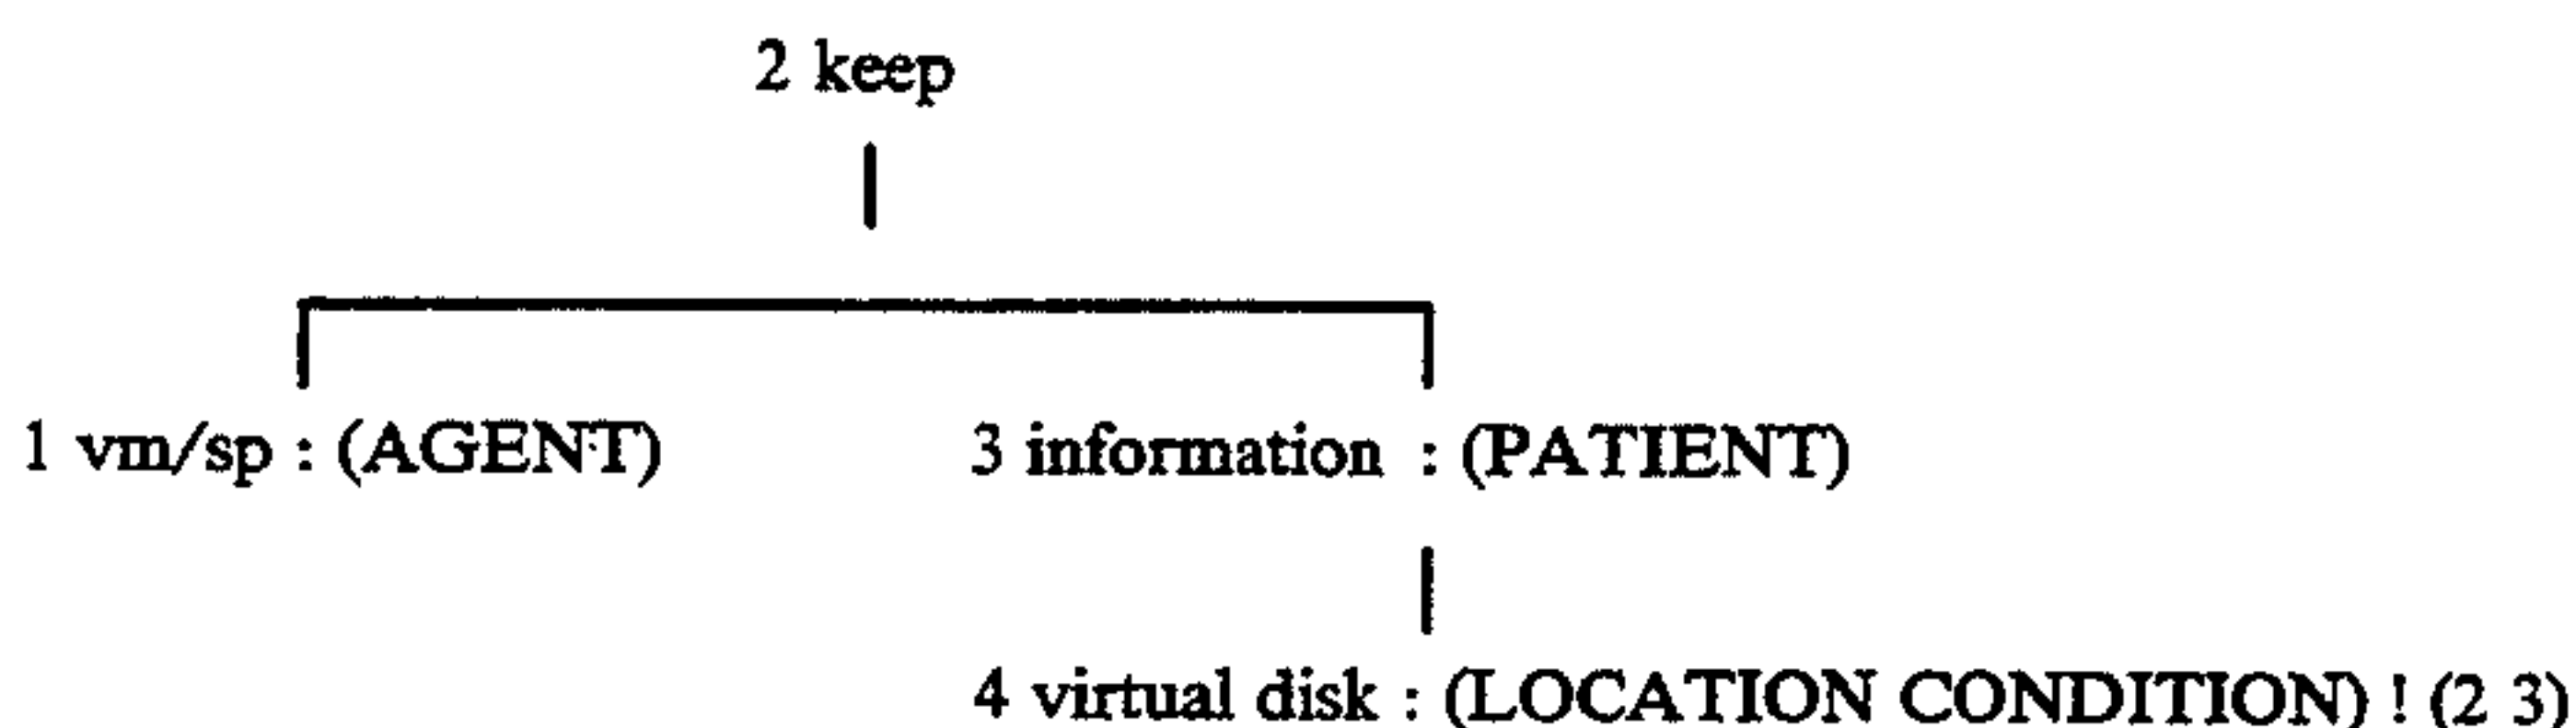 2 keep
1 vm/sp : (AGENT) 3 information : (PATIENT)
4 virtual disk : (LOCATION CONDITION) ! (2 3)